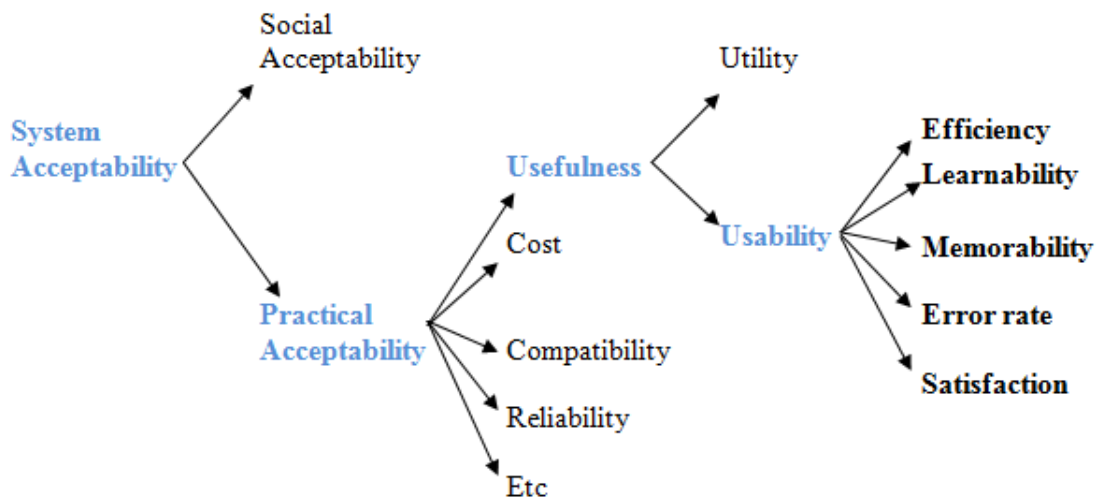 Social
Acceptability
System
Acceptability
Practical
Acceptability
Usefulness
Cost
Compatibility
Reliability
Etc
Utility
Usability
Efficiency
Learnability
Memorability
Error rate
Satisfaction